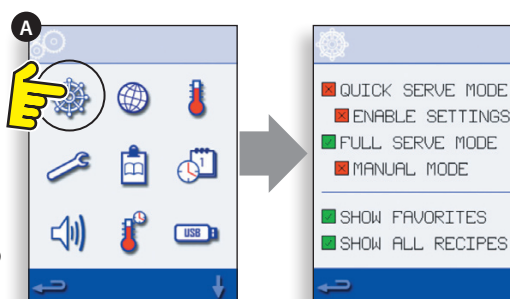 A
1
USB
QUICK SERVE MODE
ENABLE SETTINGS
FULL SERVE MODE
MANUAL MODE
SHOW FAVORITES
SHOW ALL RECIPES